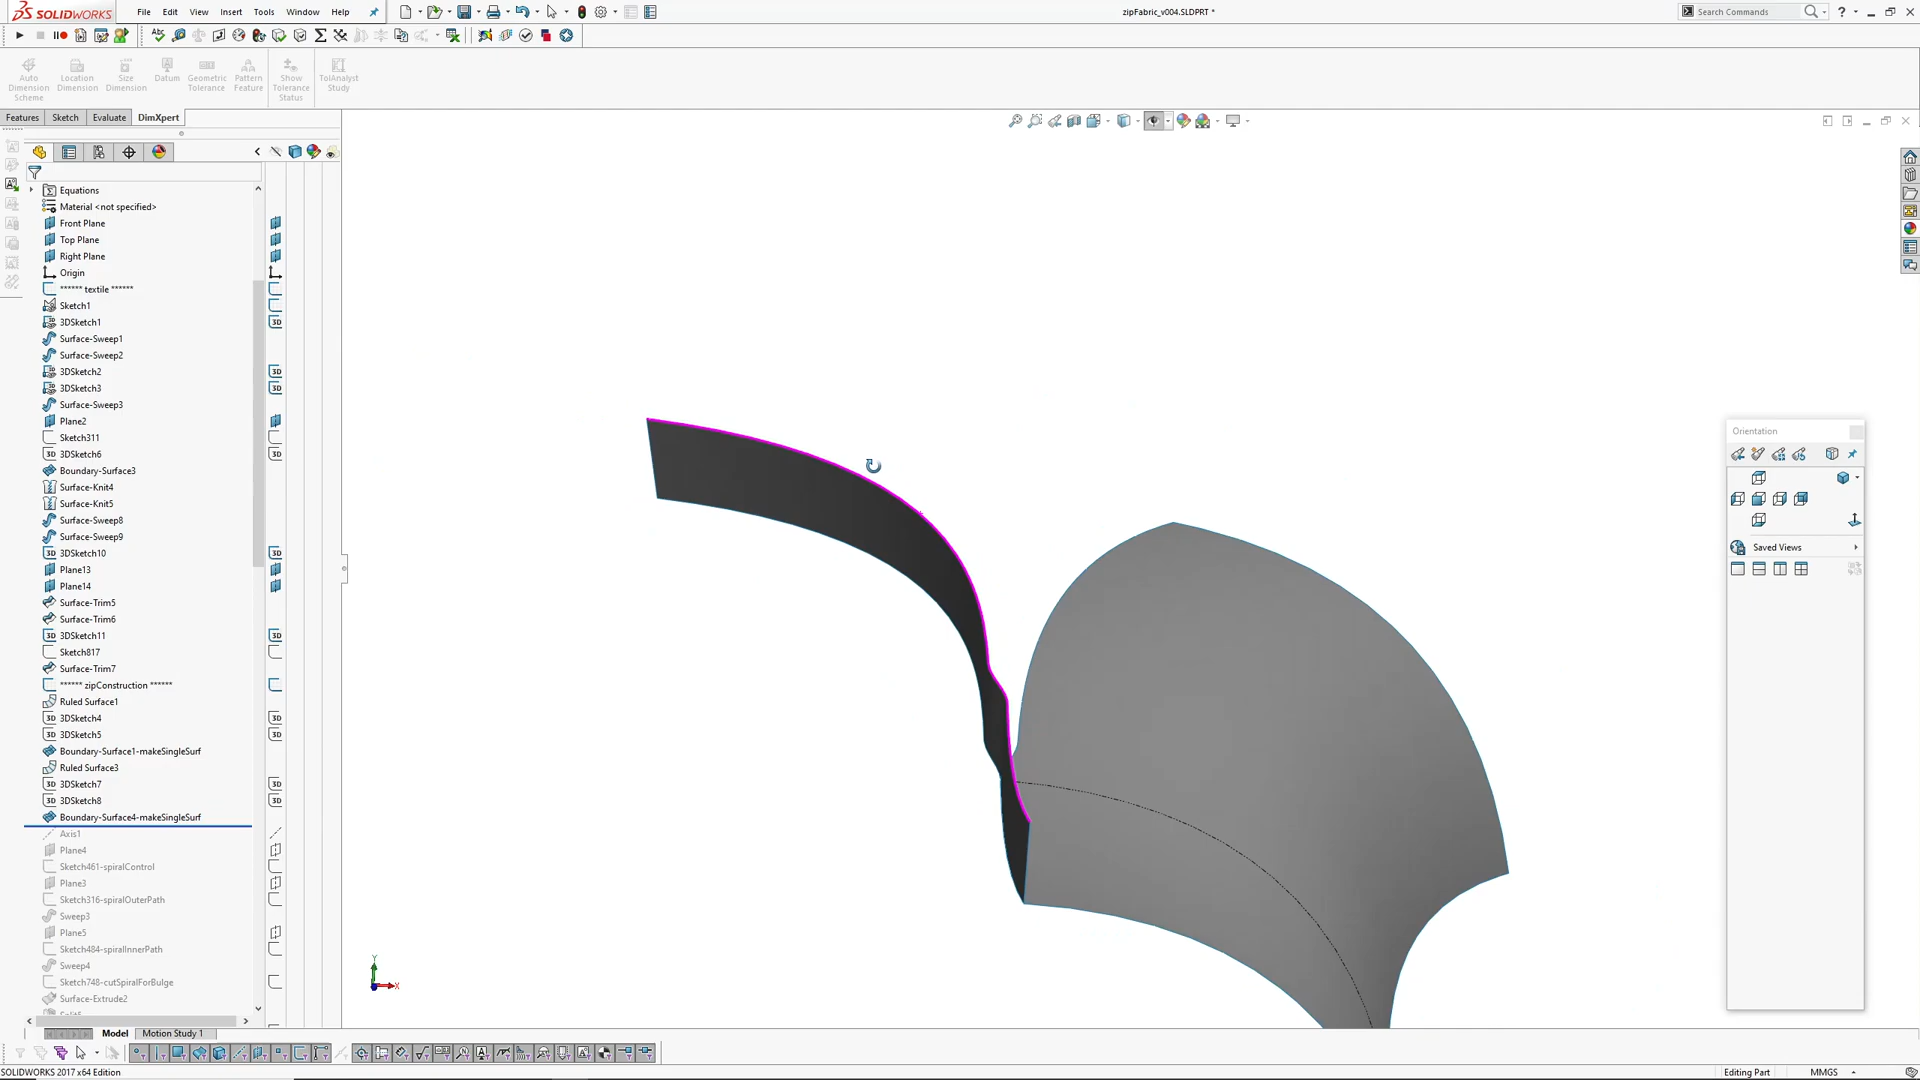 SOLIDWORKS
File Edit View Insert Tools Window Help
zipFabric_v004.SLDPRT *
Search Commands
Auto Dimension Scheme
Location Dimension
Size Dimension
Datum
Geometric Tolerance
Pattern Feature
Show Tolerance Status
TolAnalyst Study
Features Sketch Evaluate DimXpert
Equations
Material <not specified>
Front Plane
Top Plane
Right Plane
Origin
****** textile ******
Sketch1
3DSketch1
Surface-Sweep1
Surface-Sweep2
3DSketch2
3DSketch3
Surface-Sweep3
Plane2
Sketch311
3DSketch6
Boundary-Surface3
Surface-Knit4
Surface-Knit5
Surface-Sweep8
Surface-Sweep9
3DSketch10
Plane13
Plane14
Surface-Trim5
Surface-Trim6
3DSketch11
Sketch817
Surface-Trim7
****** zipConstruction ******
Ruled Surface1
3DSketch4
3DSketch5
Boundary-Surface1-makeSingleSurf
Ruled Surface3
3DSketch7
3DSketch8
Boundary-Surface4-makeSingleSurf
Axis1
Plane4
Sketch461-spiralControl
Plane3
Sketch316-spiralOuterPath
Sweep3
Plane5
Sketch484-spiralInnerPath
Sweep4
Sketch748-cutSpiralForBulge
Surface-Extrude2
Orientation
Saved Views
Y
X
Model Motion Study 1
SOLIDWORKS 2017 x64 Edition
Editing Part
MMGS